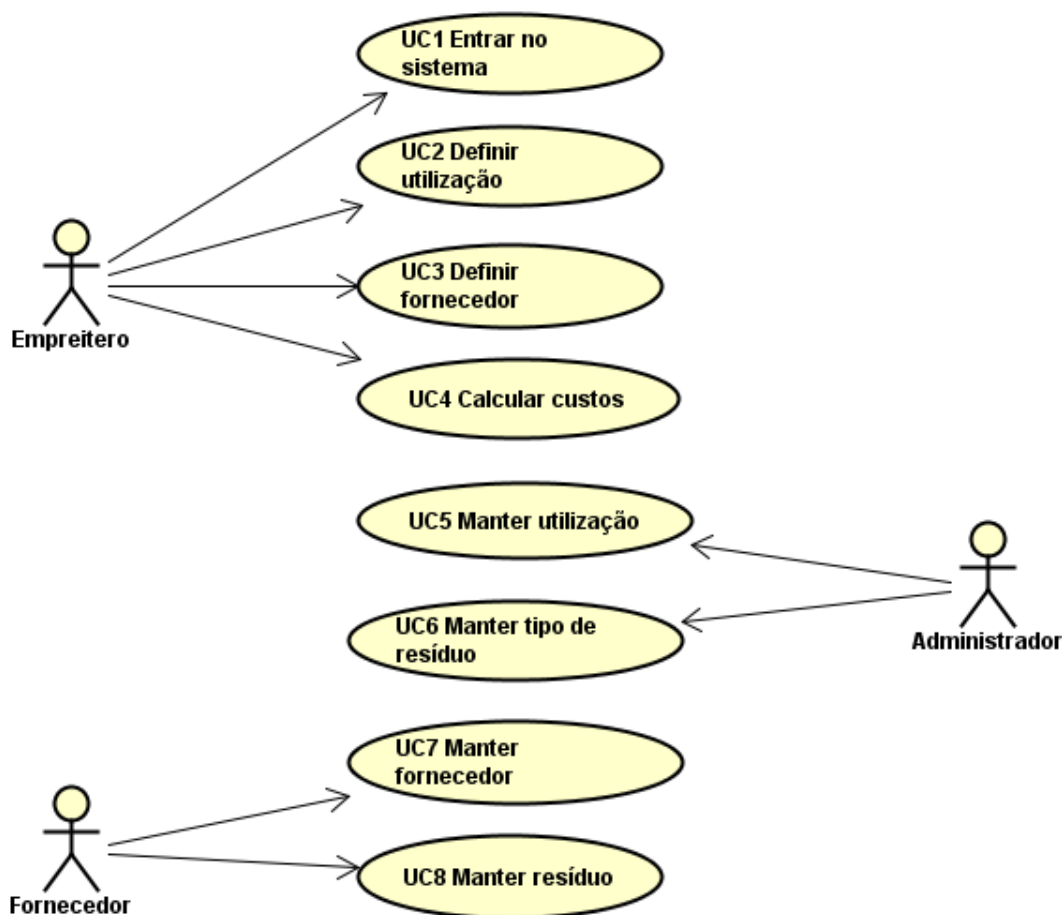 UC1 Entrar no
sistema
UC2 Definir
utilização
UC3 Definir
fornecedor
Empreitero
UC4 Calcular custos
UC5 Manter utilização
UC6 Manter tipo de
resíduo
Administrador
UC7 Manter
fornecedor
UC8 Manter resíduo
Fornecedor